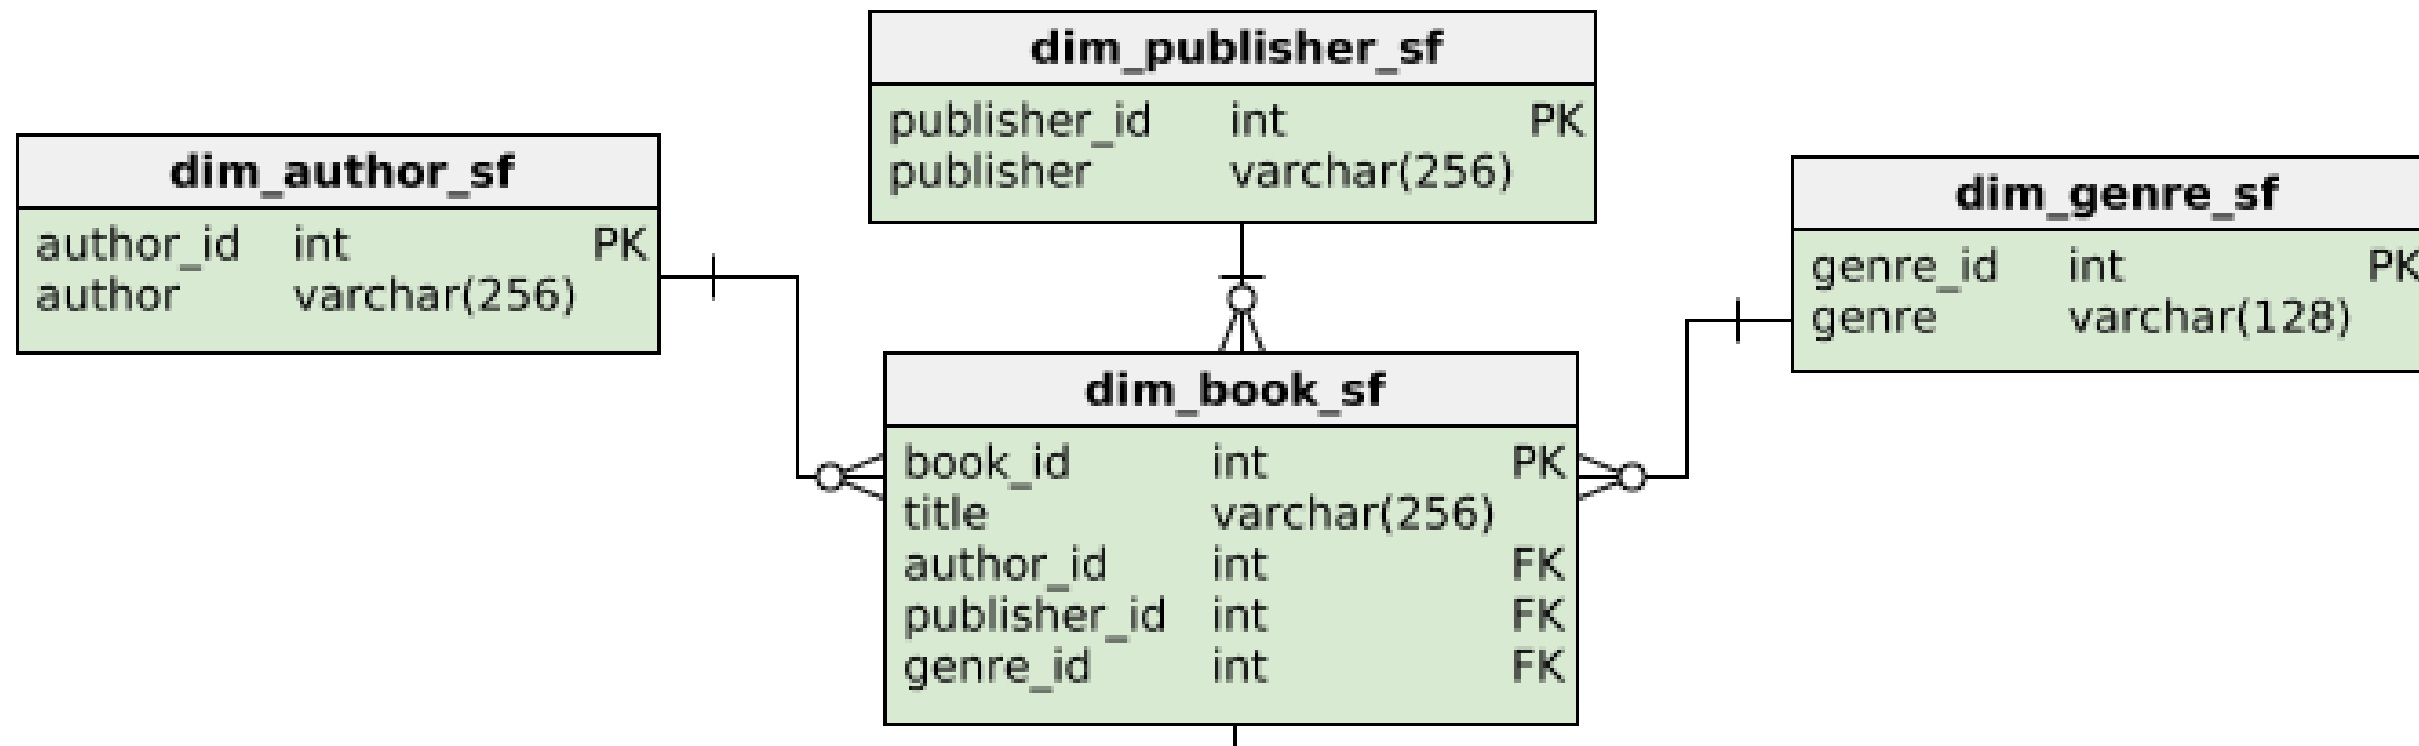 dim_publisher_sf
publisher_id int PK
publisher varchar(256)
dim_author_sf
author_id int PK
author varchar(256)
dim_genre_sf
genre_id int PK
genre varchar(128)
dim_book_sf
book_id int PK
title varchar(256)
author_id int FK
publisher_id int FK
genre_id int FK